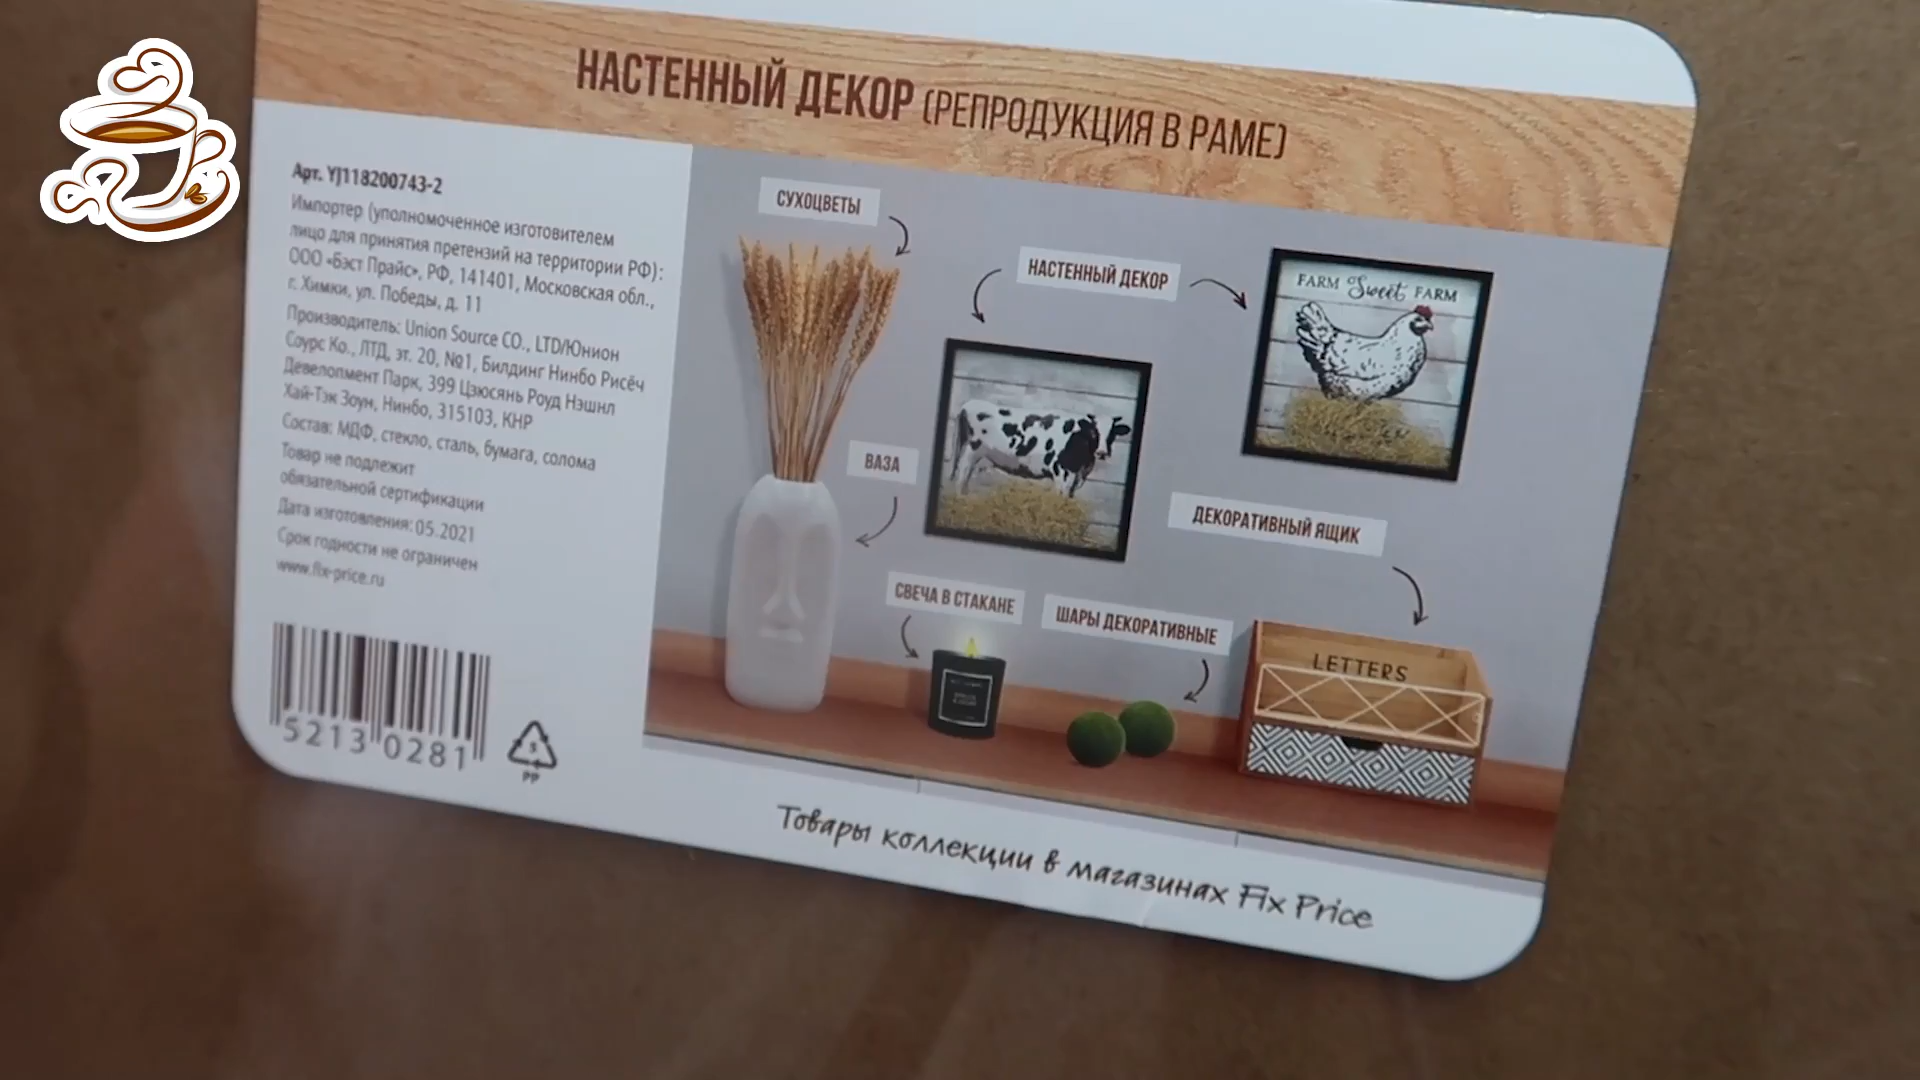 НАСТЕННЫЙ ДЕКОР (РЕПРОДУКЦИЯ В РАМЕ)
Арт. YJ118200743-2
Импортер (уполномоченное изготовителем
лицо для принятия претензий на территории РФ):
ООО «Бэст Прайс», РФ, 141401, Московская обл.,
г. Химки, ул. Победы, д. 11
Производитель: Union Source CO., LTD/Юнион
Соурс Ко., ЛТД, эт. 20, №1, Билдинг Нинбо Рисёч
Девелопмент Парк, 399 Цзюсянь Роуд Нэшнл
Хай-Тэк Зоун, Нинбо, 315103, КНР
Состав: МДФ, стекло, сталь, бумага, солома
Товар не подлежит
обязательной сертификации
Дата изготовления: 05.2021
Срок годности не ограничен
www.fix-price.ru
5213 0281
5
PP
СУХОЦВЕТЫ
НАСТЕННЫЙ ДЕКОР
FARM Sweet FARM
ВАЗА
ДЕКОРАТИВНЫЙ ЯЩИК
СВЕЧА В СТАКАНЕ
ШАРЫ ДЕКОРАТИВНЫЕ
LETTERS
Товары коллекции в магазинах Fix Price